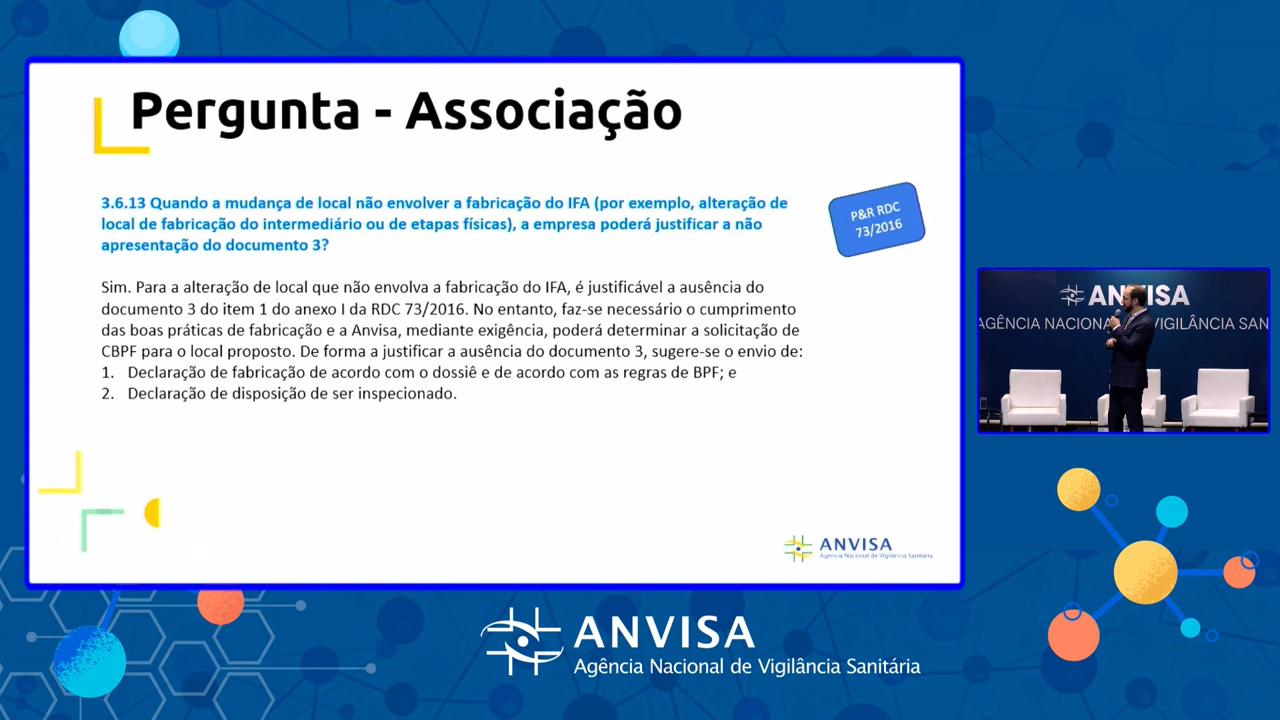 Pergunta - Associação
3.6.13 Quando a mudança de local não envolver a fabricação do IFA (por exemplo, alteração de
local de fabricação do intermediário ou de etapas físicas), a empresa poderá justificar a não
apresentação do documento 3?
P&R RDC
73/2016
Sim. Para a alteração de local que não envolva a fabricação do IFA, é justificável a ausência do
documento 3 do item 1 do anexo I da RDC 73/2016. No entanto, faz-se necessário o cumprimento
das boas práticas de fabricação e a Anvisa, mediante exigência, poderá determinar a solicitação de
CBPF para o local proposto. De forma a justificar a ausência do documento 3, sugere-se o envio de:
1. Declaração de fabricação de acordo com o dossiê e de acordo com as regras de BPF; e
2. Declaração de disposição de ser inspecionado.
ANVISA
Agência Nacional de Vigilância Sanitária
AN VISA
AGÊNCIA NACIONA VIGILÂNCIA SAN
ANVISA
Agência Nacional de Vigilância Sanitária